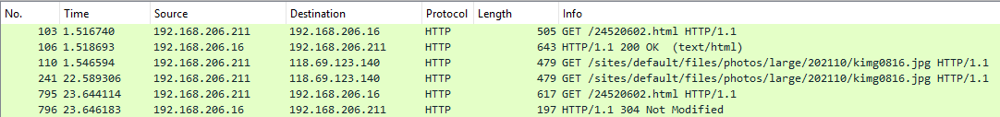 No. Time Source Destination Protocol Length Info
103 1.516740 192.168.206.211 192.168.206.16 HTTP 505 GET /24520602.html HTTP/1.1
106 1.518693 192.168.206.16 192.168.206.211 HTTP 643 HTTP/1.1 200 OK  (text/html)
110 1.546594 192.168.206.211 118.69.123.140 HTTP 479 GET /sites/default/files/photos/large/202110/kimg0816.jpg HTTP/1.1
241 22.589306 192.168.206.211 118.69.123.140 HTTP 479 GET /sites/default/files/photos/large/202110/kimg0816.jpg HTTP/1.1
795 23.644114 192.168.206.211 192.168.206.16 HTTP 617 GET /24520602.html HTTP/1.1
796 23.646183 192.168.206.16 192.168.206.211 HTTP 197 HTTP/1.1 304 Not Modified